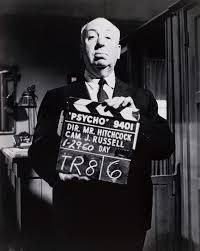 "PSYCHO" 9401
DIR. MR. HITCHCOCK
CAM. J. RUSSELL
1-29-60 DAY
TR8 6